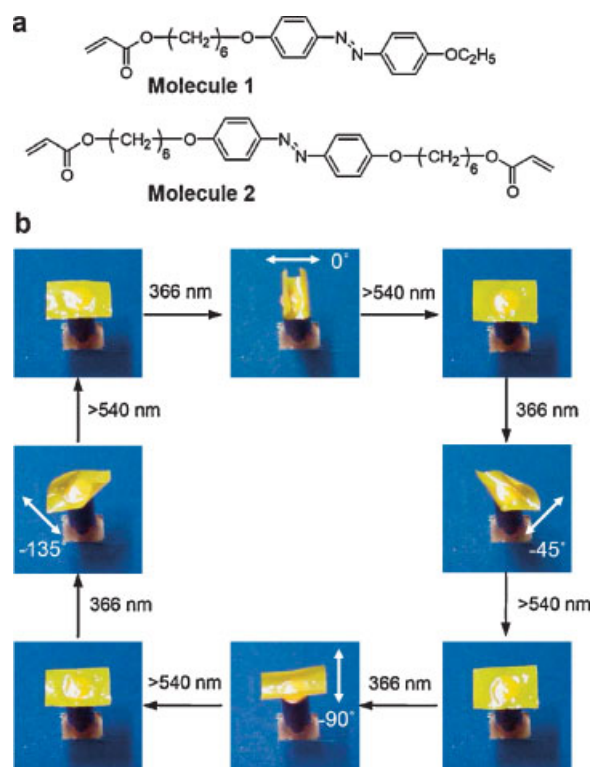 a
O (CH₂)₆ O N N O C₂H₅
O
Molecule 1
O (CH₂)₆ O N N O (CH₂)₆ O
O O
Molecule 2
b
366 nm 0° >540 nm
>540 nm 366 nm
-135° -45°
366 nm >540 nm
>540 nm -90° 366 nm